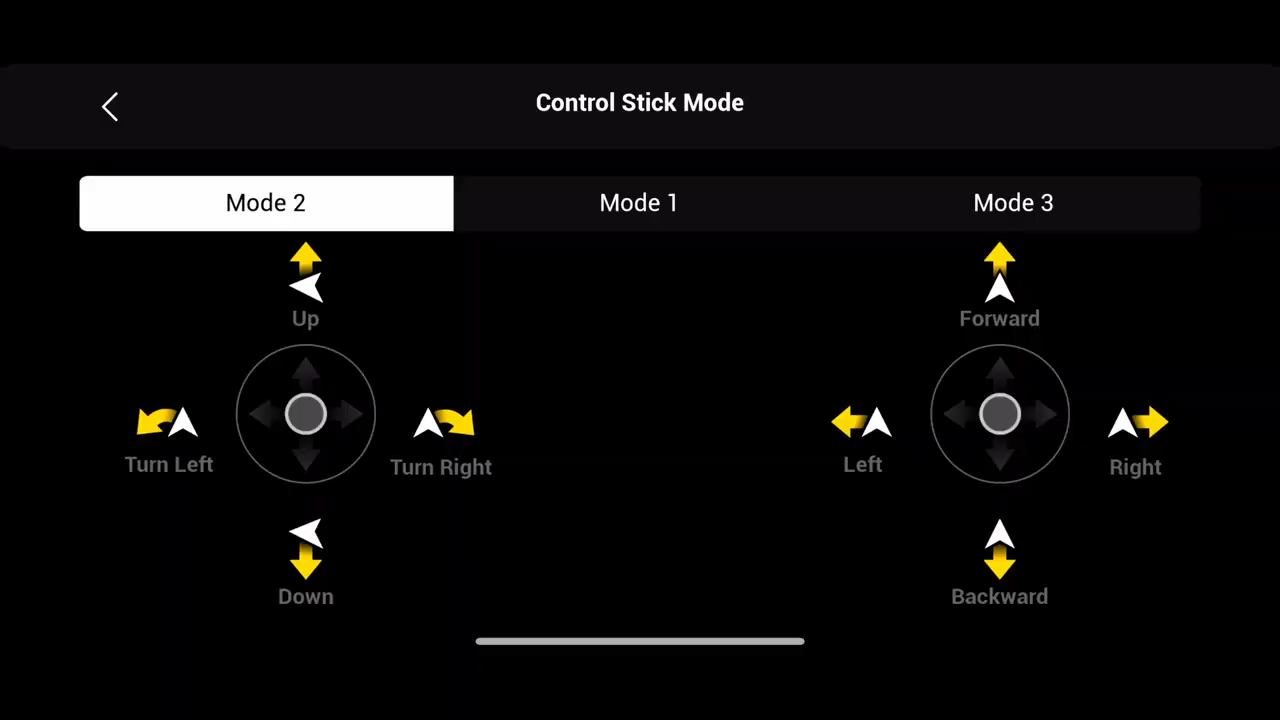 Control Stick Mode
Mode 2
Mode 1
Mode 3
Up
Forward
Turn Left
Turn Right
Left
Right
Down
Backward